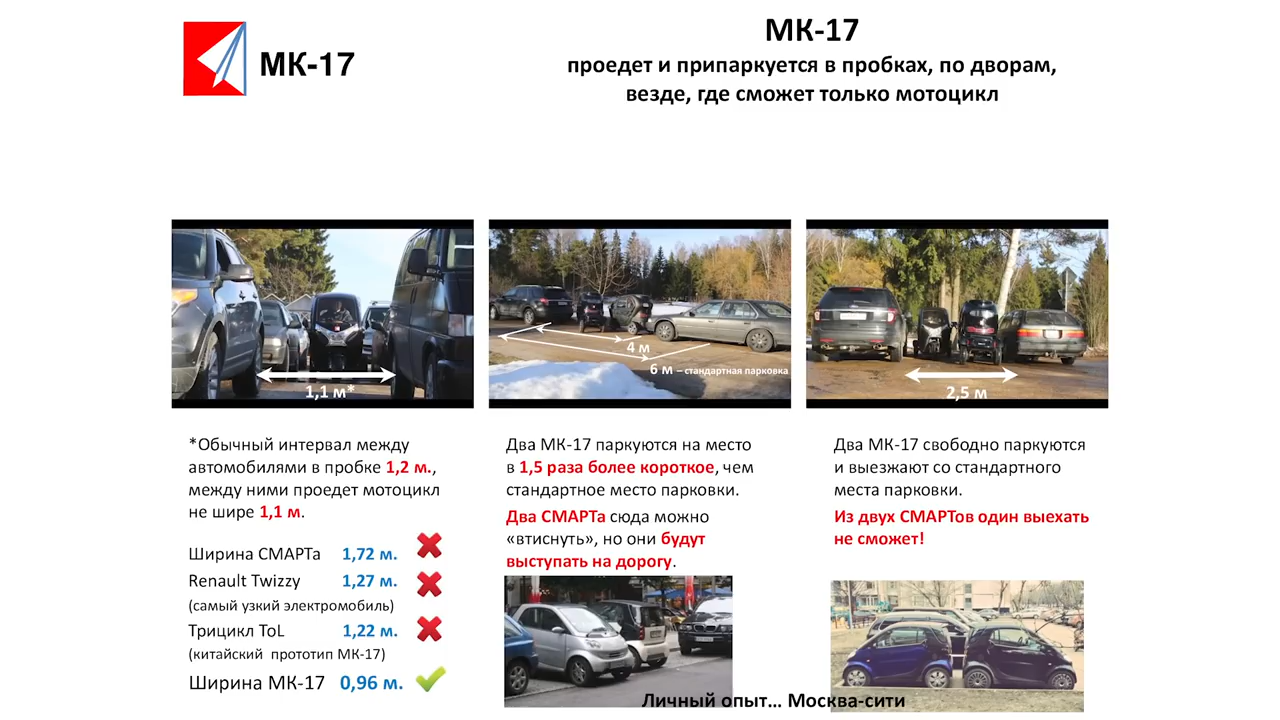 МК-17
МК-17
проедет и припаркуется в пробках, по дворам,
везде, где сможет только мотоцикл
1,1 м*
4 м
6 м – стандартная парковка
2,5 м
*Обычный интервал между
автомобилями в пробке 1,2 м.,
между ними проедет мотоцикл
не шире 1,1 м.
Ширина СМАРТа 1,72 м.
Renault Twizzy 1,27 м.
(самый узкий электромобиль)
Трицикл ToL 1,22 м.
(китайский прототип МК-17)
Ширина МК-17 0,96 м.
Два МК-17 паркуются на место
в 1,5 раза более короткое, чем
стандартное место парковки.
Два СМАРТа сюда можно
«втиснуть», но они будут
выступать на дорогу.
Два МК-17 свободно паркуются
и выезжают со стандартного
места парковки.
Из двух СМАРТов один выехать
не сможет!
Личный опыт… Москва-сити